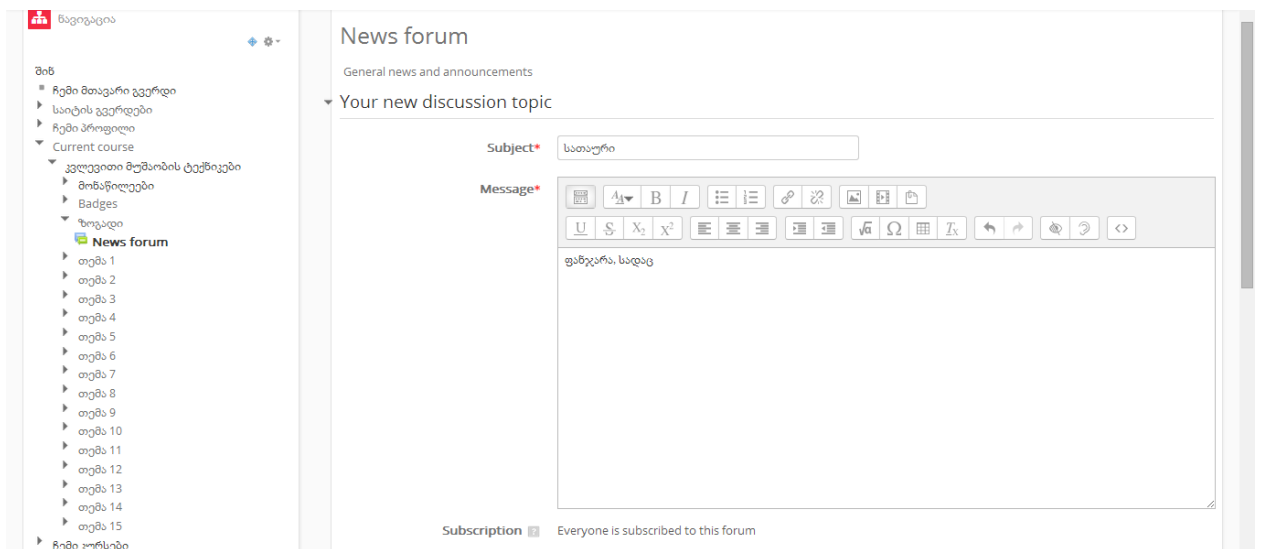 ნავიგაცია
შინ
ჩემი მთავარი გვერდი
საიტის გვერდები
ჩემი პროფილი
Current course
კვლევითი მუშაობის ტექნიკები
მონაწილეები
Badges
ზოგადი
News forum
თემა 1
თემა 2
თემა 3
თემა 4
თემა 5
თემა 6
თემა 7
თემა 8
თემა 9
თემა 10
თემა 11
თემა 12
თემა 13
თემა 14
თემა 15
ჩემი კურსები
News forum
General news and announcements
Your new discussion topic
Subject*
სათაური
Message*
ფანჯარა, სადაც
Subscription
Everyone is subscribed to this forum